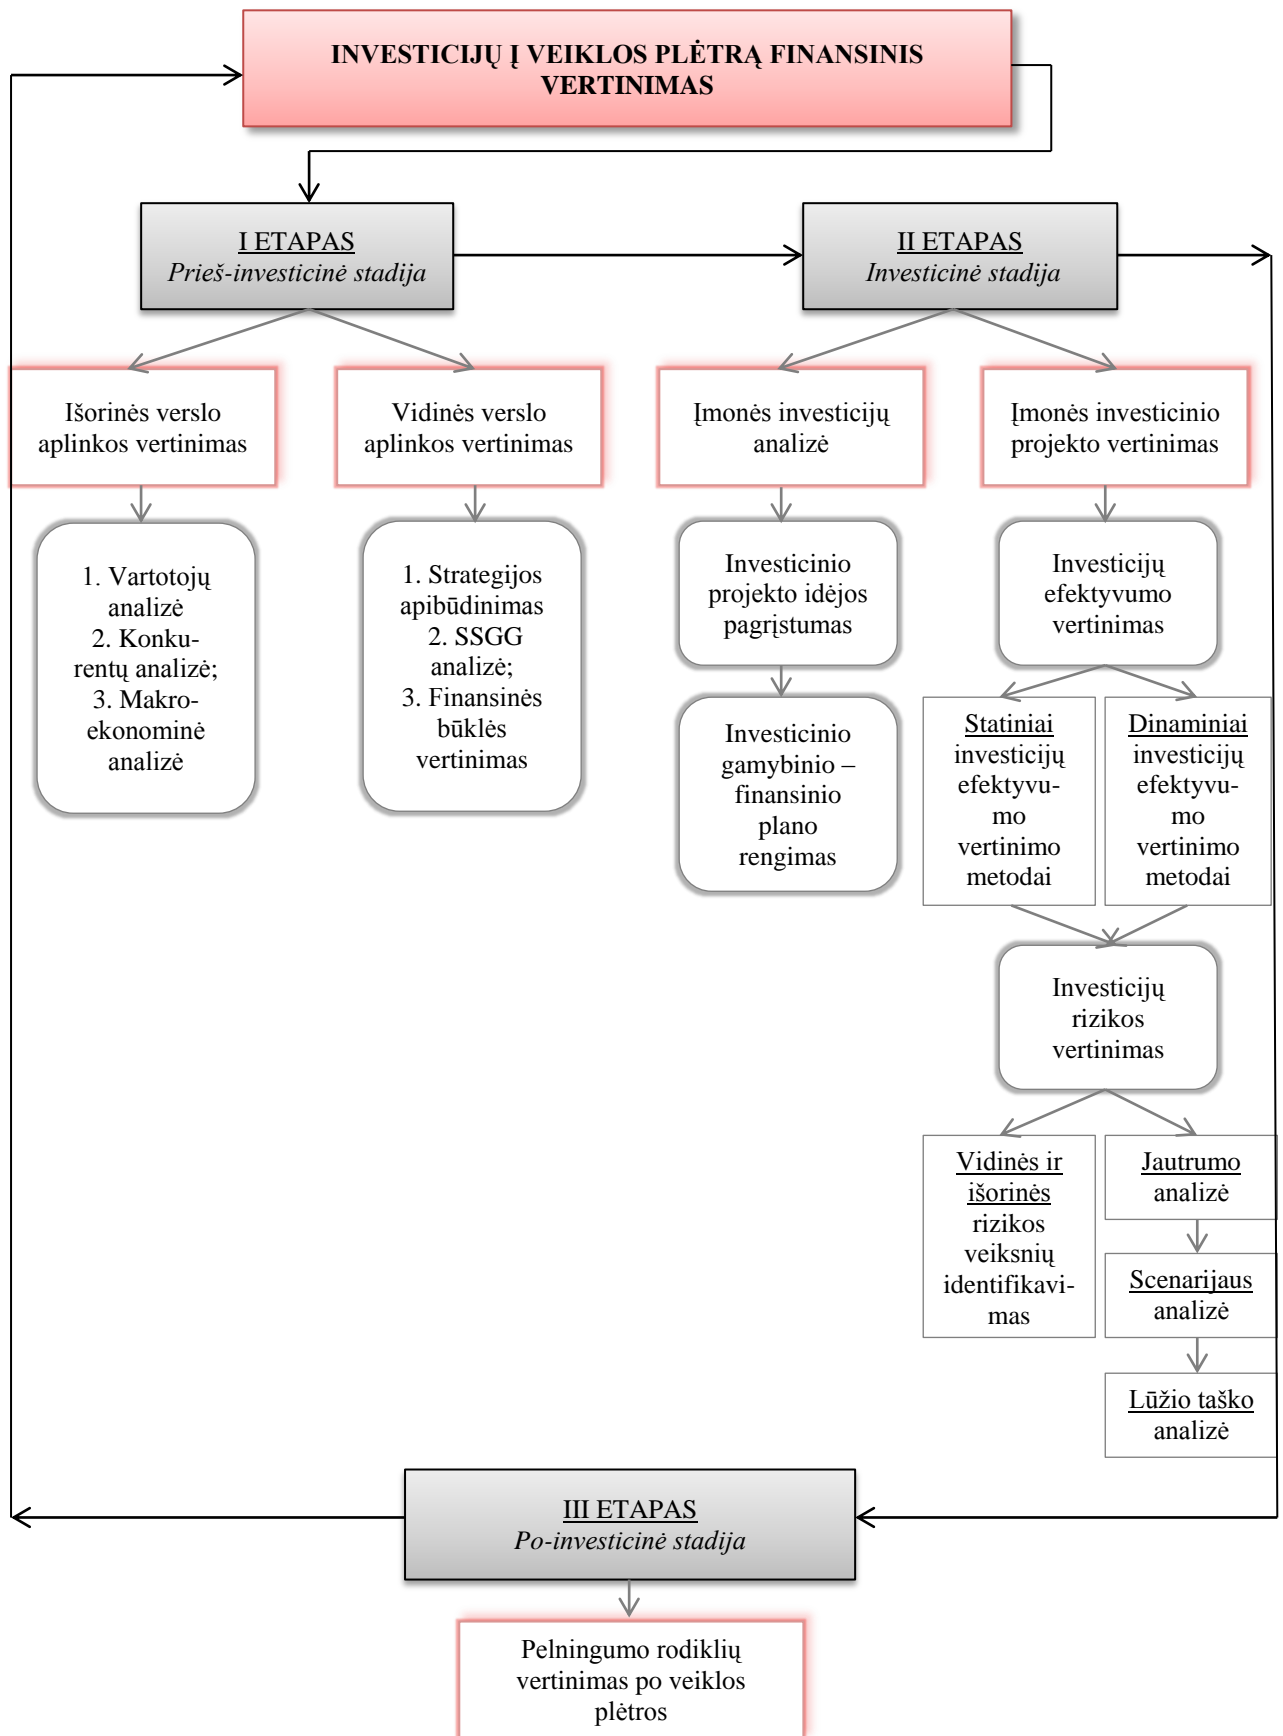 INVESTICIJŲ Į VEIKLOS PLĖTRĄ FINANSINIS
VERTINIMAS
I ETAPAS
Prieš-investicinė stadija
II ETAPAS
Investicinė stadija
Išorinės verslo
aplinkos vertinimas
Vidinės verslo
aplinkos vertinimas
Įmonės investicijų
analizė
Įmonės investicinio
projekto vertinimas
1. Vartotojų
analizė
2. Konku-
rentų analizė;
3. Makro-
ekonominė
analizė
1. Strategijos
apibūdinimas
2. SSGG
analizė;
3. Finansinės
būklės
vertinimas
Investicinio
projekto idėjos
pagrįstumas
Investicijų
efektyvumo
vertinimas
Investicinio
gamybinio –
finansinio
plano
rengimas
Statiniai
investicijų
efektyvu-
mo
vertinimo
metodai
Dinaminiai
investicijų
efektyvu-
mo
vertinimo
metodai
Investicijų
rizikos
vertinimas
Vidinės ir
išorinės
rizikos
veiksnių
identifikavi-
mas
Jautrumo
analizė
Scenarijaus
analizė
Lūžio taško
analizė
III ETAPAS
Po-investicinė stadija
Pelningumo rodiklių
vertinimas po veiklos
plėtros